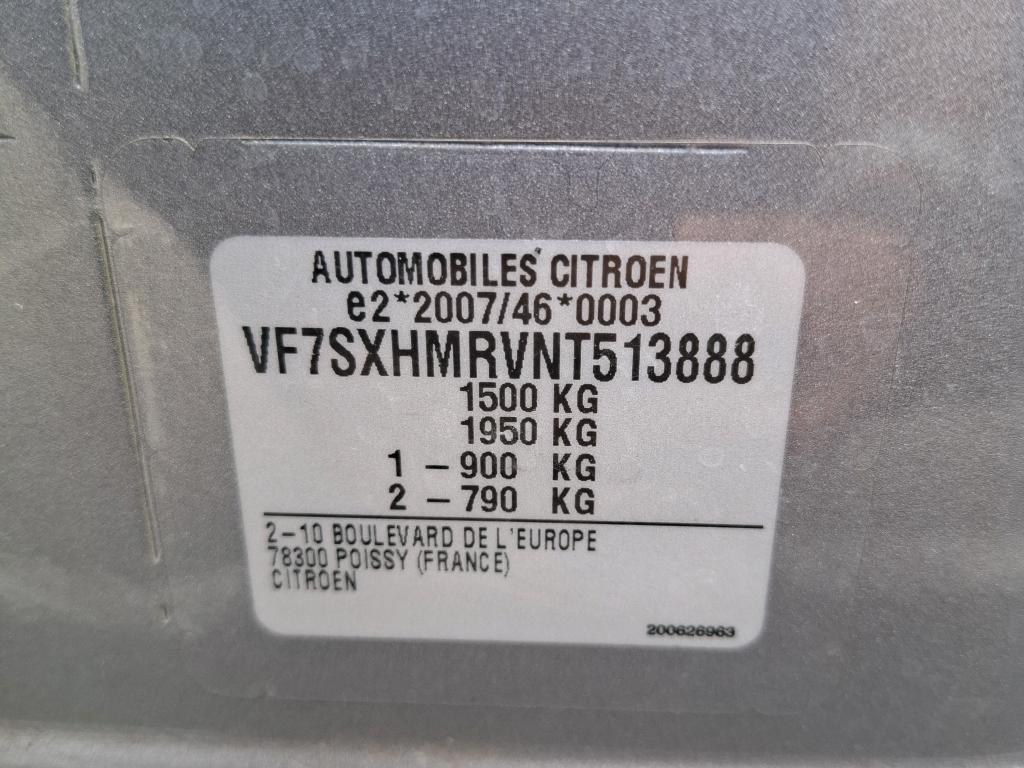 AUTOMOBILES CITROEN
e2*2007/46*0003
VF7SXHMRVNT513888
1500 KG
1950 KG
1 – 900 KG
2 – 790 KG
2–10 BOULEVARD DE L'EUROPE
78300 POISSY (FRANCE)
CITROEN
200626963